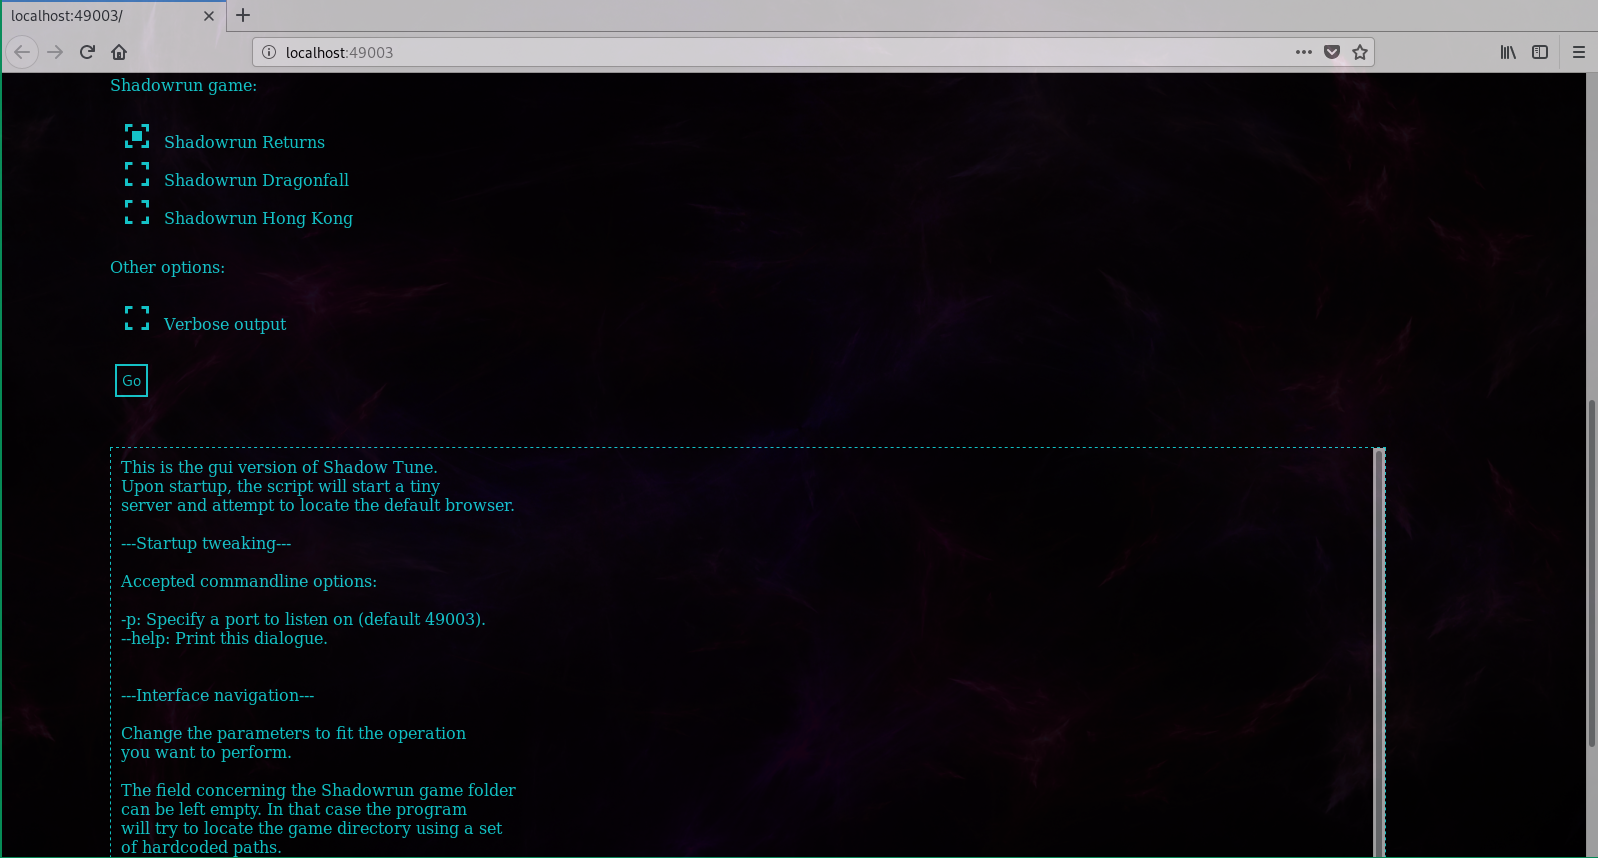 localhost:49003/
localhost:49003
Shadowrun game:
Shadowrun Returns
Shadowrun Dragonfall
Shadowrun Hong Kong
Other options:
Verbose output
Go
This is the gui version of Shadow Tune.
Upon startup, the script will start a tiny
server and attempt to locate the default browser.
---Startup tweaking---
Accepted commandline options:
-p: Specify a port to listen on (default 49003).
--help: Print this dialogue.
---Interface navigation---
Change the parameters to fit the operation
you want to perform.
The field concerning the Shadowrun game folder
can be left empty. In that case the program
will try to locate the game directory using a set
of hardcoded paths.